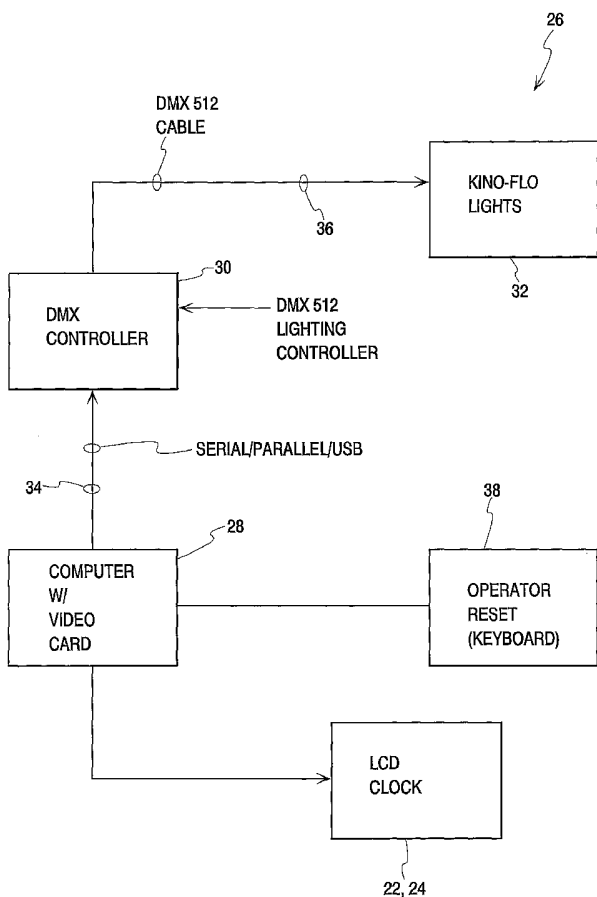 26
DMX 512
CABLE
KINO-FLO
LIGHTS
36
32
30
DMX
CONTROLLER
DMX 512
LIGHTING
CONTROLLER
SERIAL/PARALLEL/USB
34
28
38
COMPUTER
W/
VIDEO
CARD
OPERATOR
RESET
(KEYBOARD)
LCD
CLOCK
22, 24